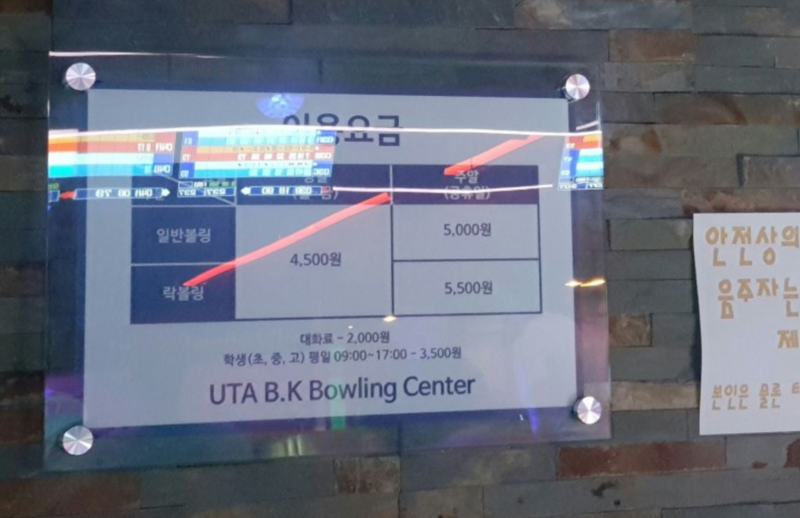 이용요금
평일
주말
(공휴일)
일반볼링
4,500원
5,000원
락볼링
5,500원
대화료 - 2,000원
학생(초, 중, 고) 평일 09:00~17:00 - 3,500원
UTA B.K Bowling Center
안전상의
음주자는
제
본인은 물론